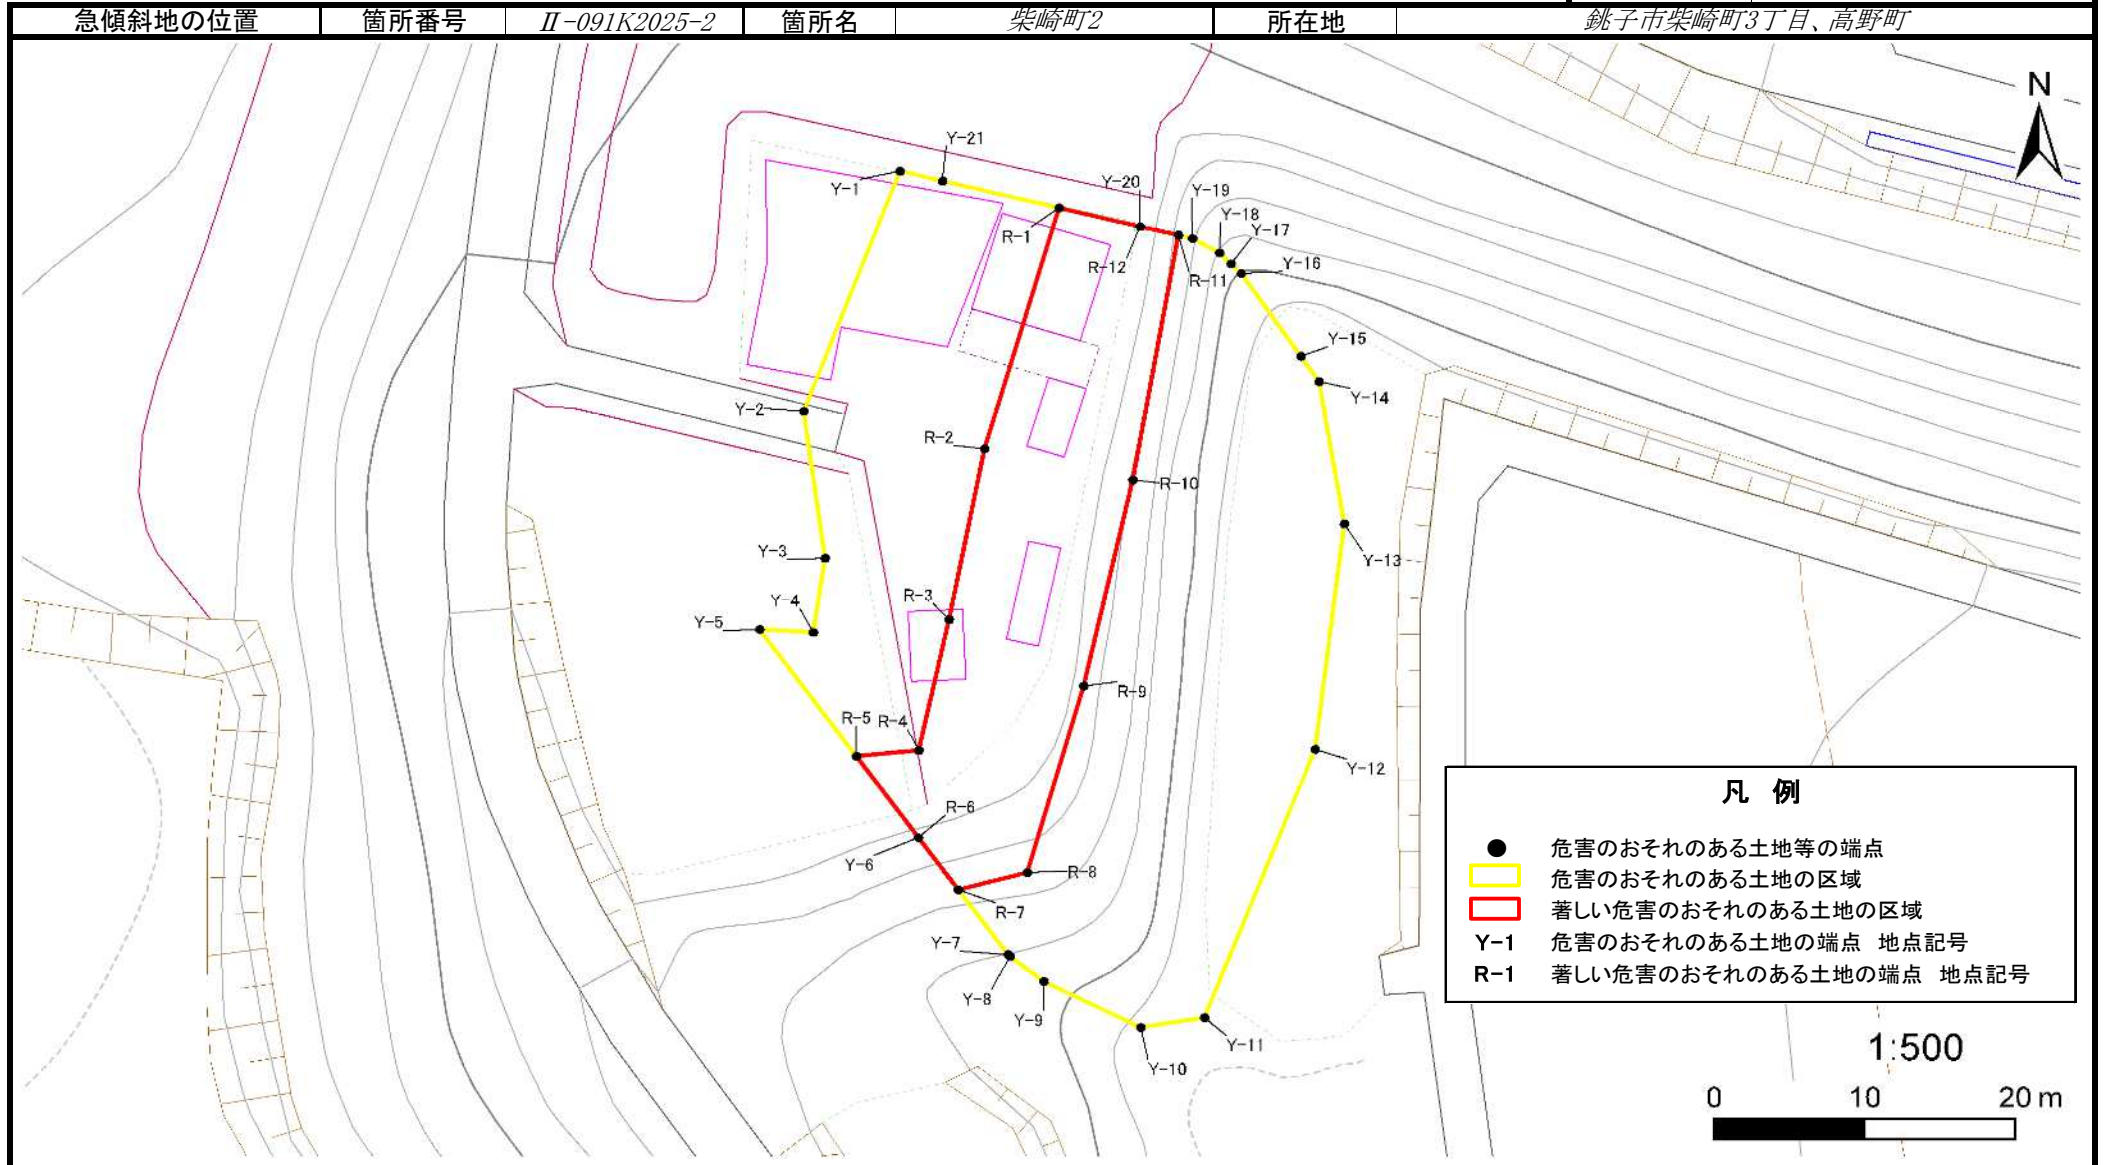 急傾斜地の位置 箇所番号 Ⅱ-091K2025-2 箇所名 柴崎町2 所在地 銚子市柴崎町3丁目、高野町
N
Y-21
Y-1
Y-20
Y-19
Y-18
Y-17
R-1
R-12
R-11
Y-16
Y-15
Y-14
Y-2
R-2
R-10
Y-3
Y-13
R-3
Y-4
Y-5
R-9
R-5
R-4
Y-12
R-6
Y-6
R-8
R-7
Y-7
Y-8
Y-9
Y-11
Y-10
凡 例
危害のおそれのある土地等の端点
危害のおそれのある土地の区域
著しい危害のおそれのある土地の区域
Y-1 危害のおそれのある土地の端点 地点記号
R-1 著しい危害のおそれのある土地の端点 地点記号
1:500
0 10 20 m